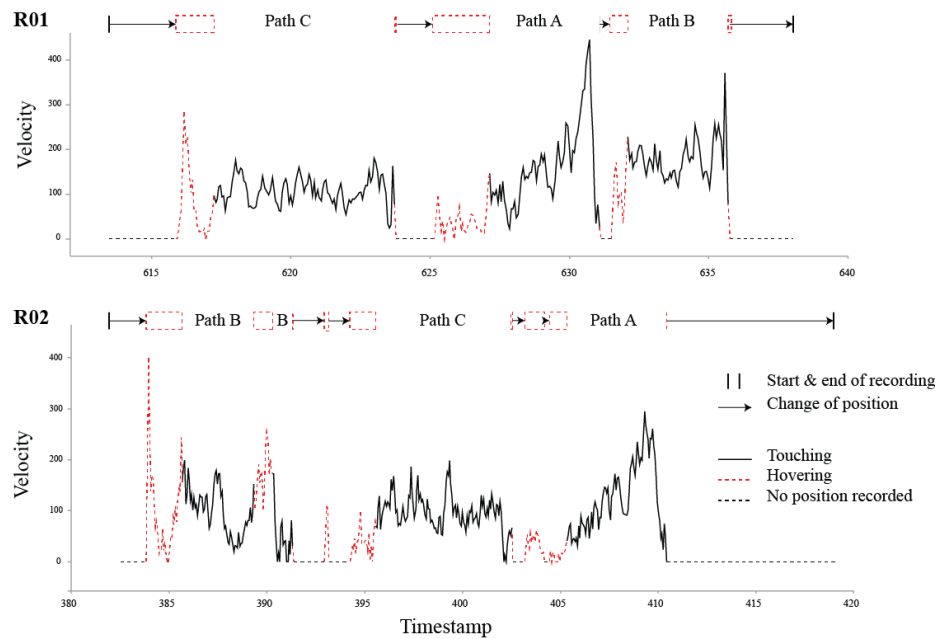 R01
Path C
Path A
Path B
Velocity
400
300
200
100
0
615
620
625
630
635
640
R02
Path B
B
Path C
Path A
Velocity
400
300
200
100
0
Start & end of recording
Change of position
Touching
Hovering
No position recorded
380
385
390
395
400
405
410
415
420
Timestamp